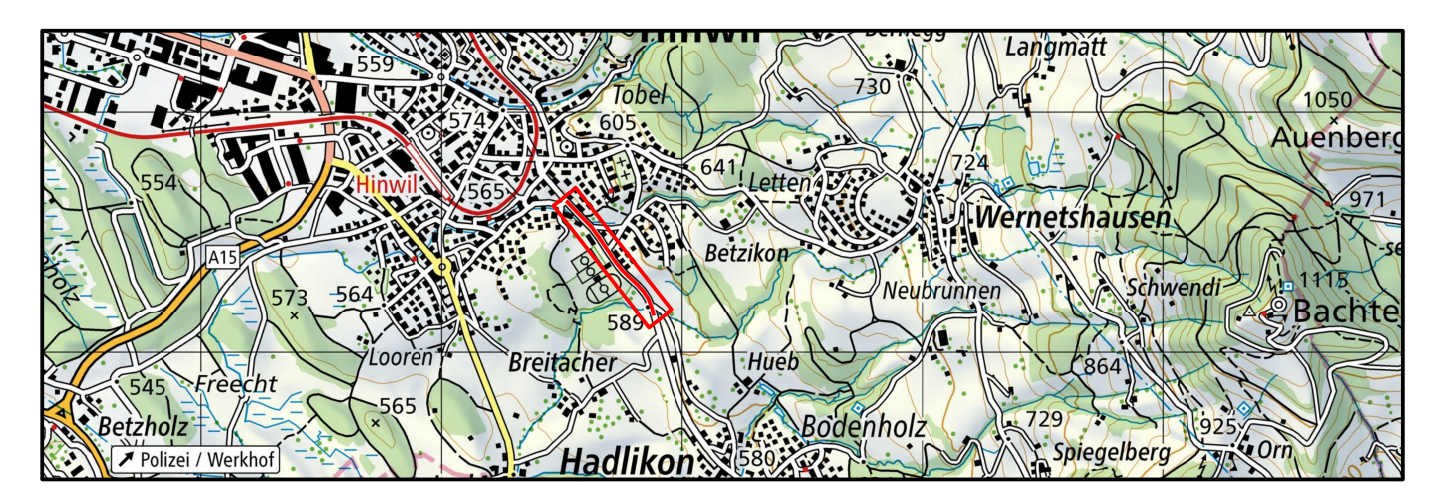 Hinwil
Bernegg
Langmatt
559
Tobel
730
1050
574
605
Auenberg
554
Hinwil
565
641
Letten
724
971
Wernetshausen
A15
Betzikon
573
564
Neubrunnen
Schwendi
1115
589
Bachte
Looren
Breitacher
Hueb
864
545
Freecht
565
Betzholz
Bodenholz
729
925
Polizei / Werkhof
Hadlikon
580
Spiegelberg
Orn